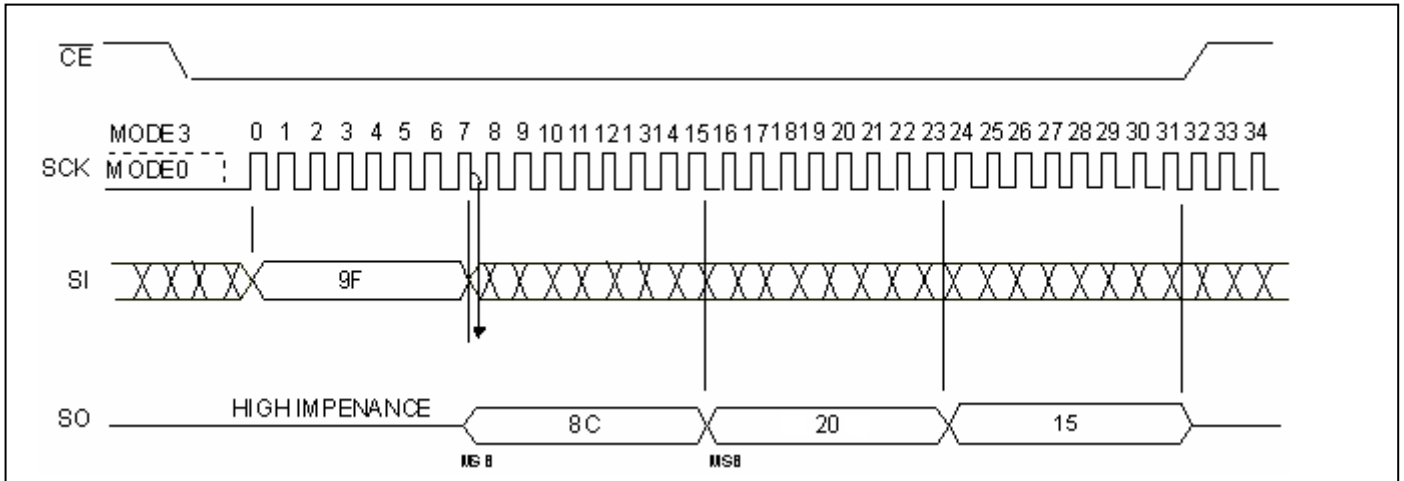 CE
MODE3 0 1 2 3 4 5 6 7 8 9 10 11 12 13 14 15 16 17 18 19 20 21 22 23 24 25 26 27 28 29 30 31 32 33 34
SCK MODE0
SI 9F
HIGH IMPENANCE
SO 8C 20 15
MSB MSB